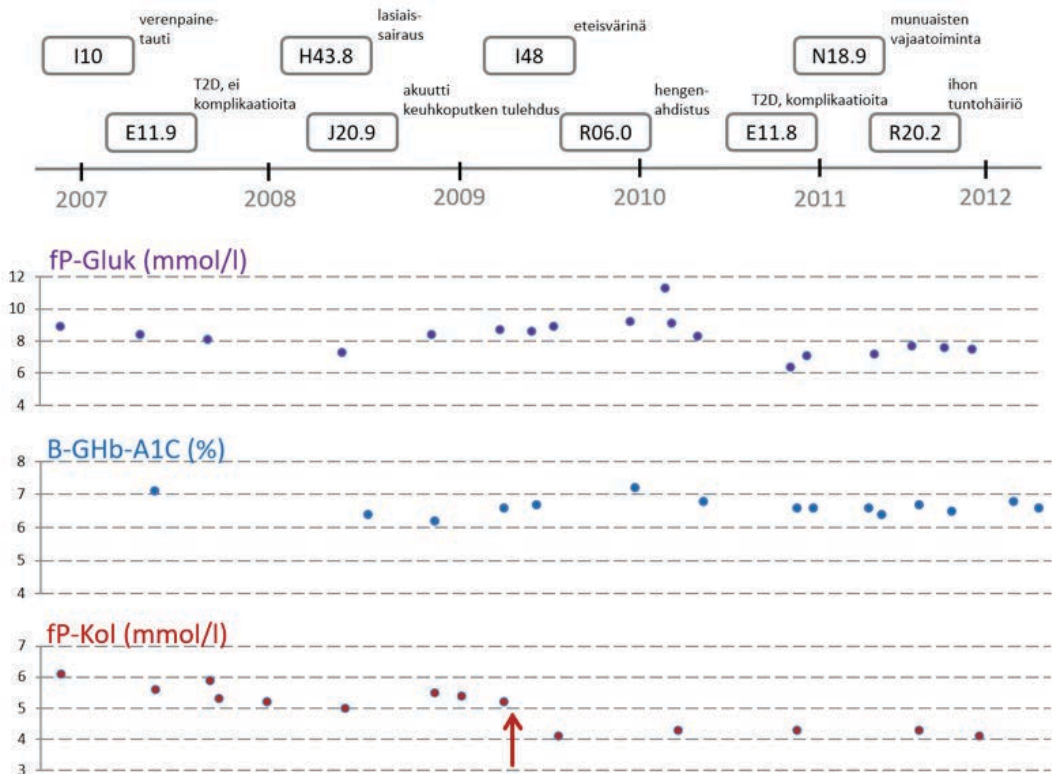 verenpaine-
tauti
I10
T2D, ei
komplikaatioita
E11.9
lasiais-
sairaus
H43.8
akuutti
keuhkoputken tulehdus
J20.9
eteisvärinä
I48
hengen-
ahdistus
R06.0
T2D, komplikaatioita
E11.8
munuaisten
vajaatoiminta
N18.9
ihon
tuntohäiriö
R20.2
2007 2008 2009 2010 2011 2012
fP-Gluk (mmol/l)
12
10
8
6
4
B-GHb-A1C (%)
8
7
6
5
4
fP-Kol (mmol/l)
7
6
5
4
3